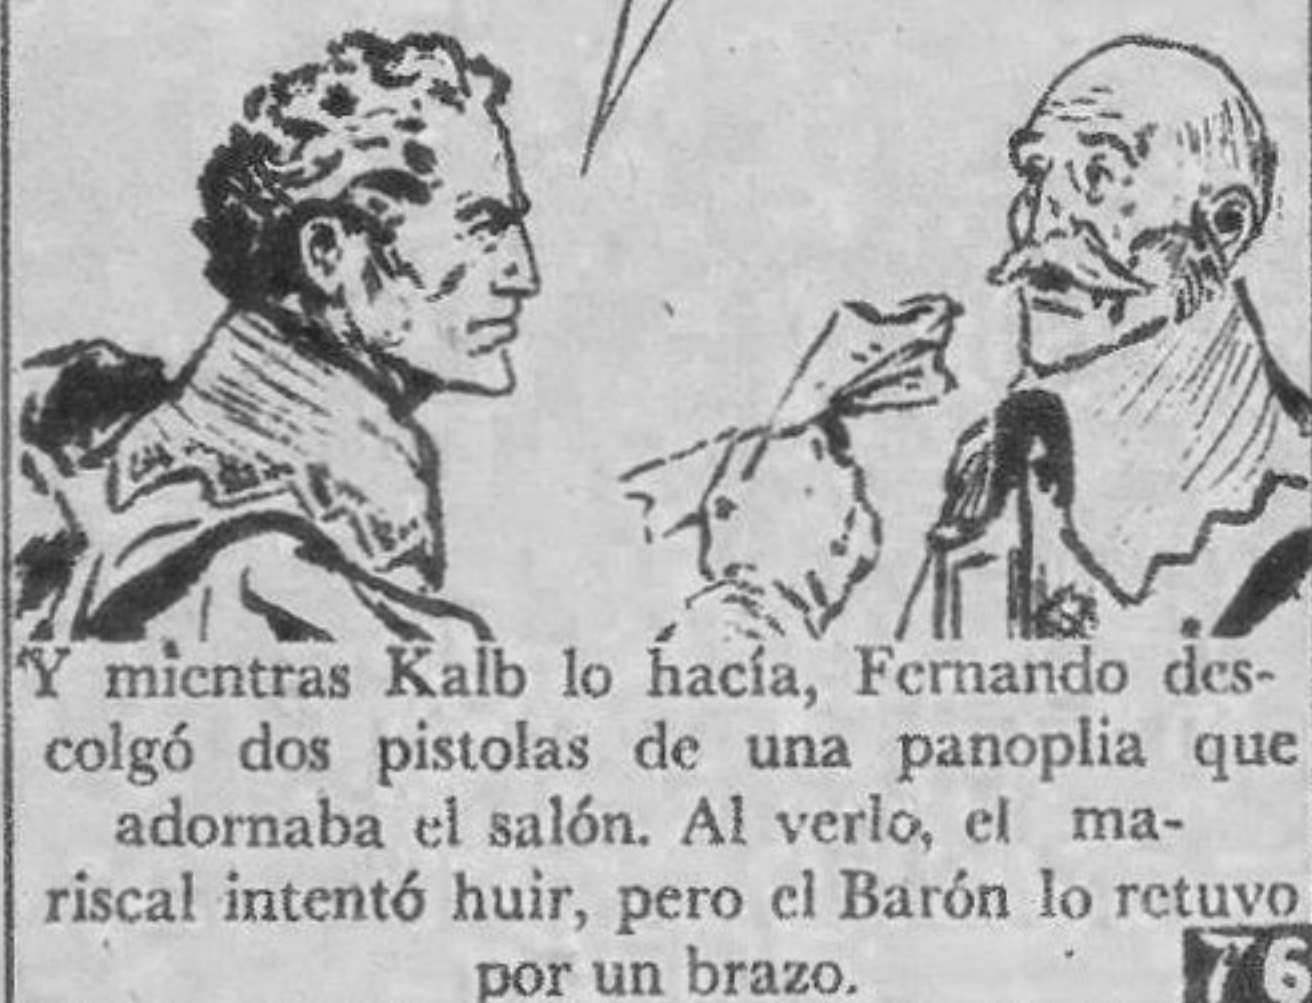 Y mientras Kalb lo hacía, Fernando des-
colgó dos pistolas de una panoplia que
adornaba el salón. Al verlo, el ma-
riscal intentó huir, pero el Barón lo retuvo
por un brazo.
76